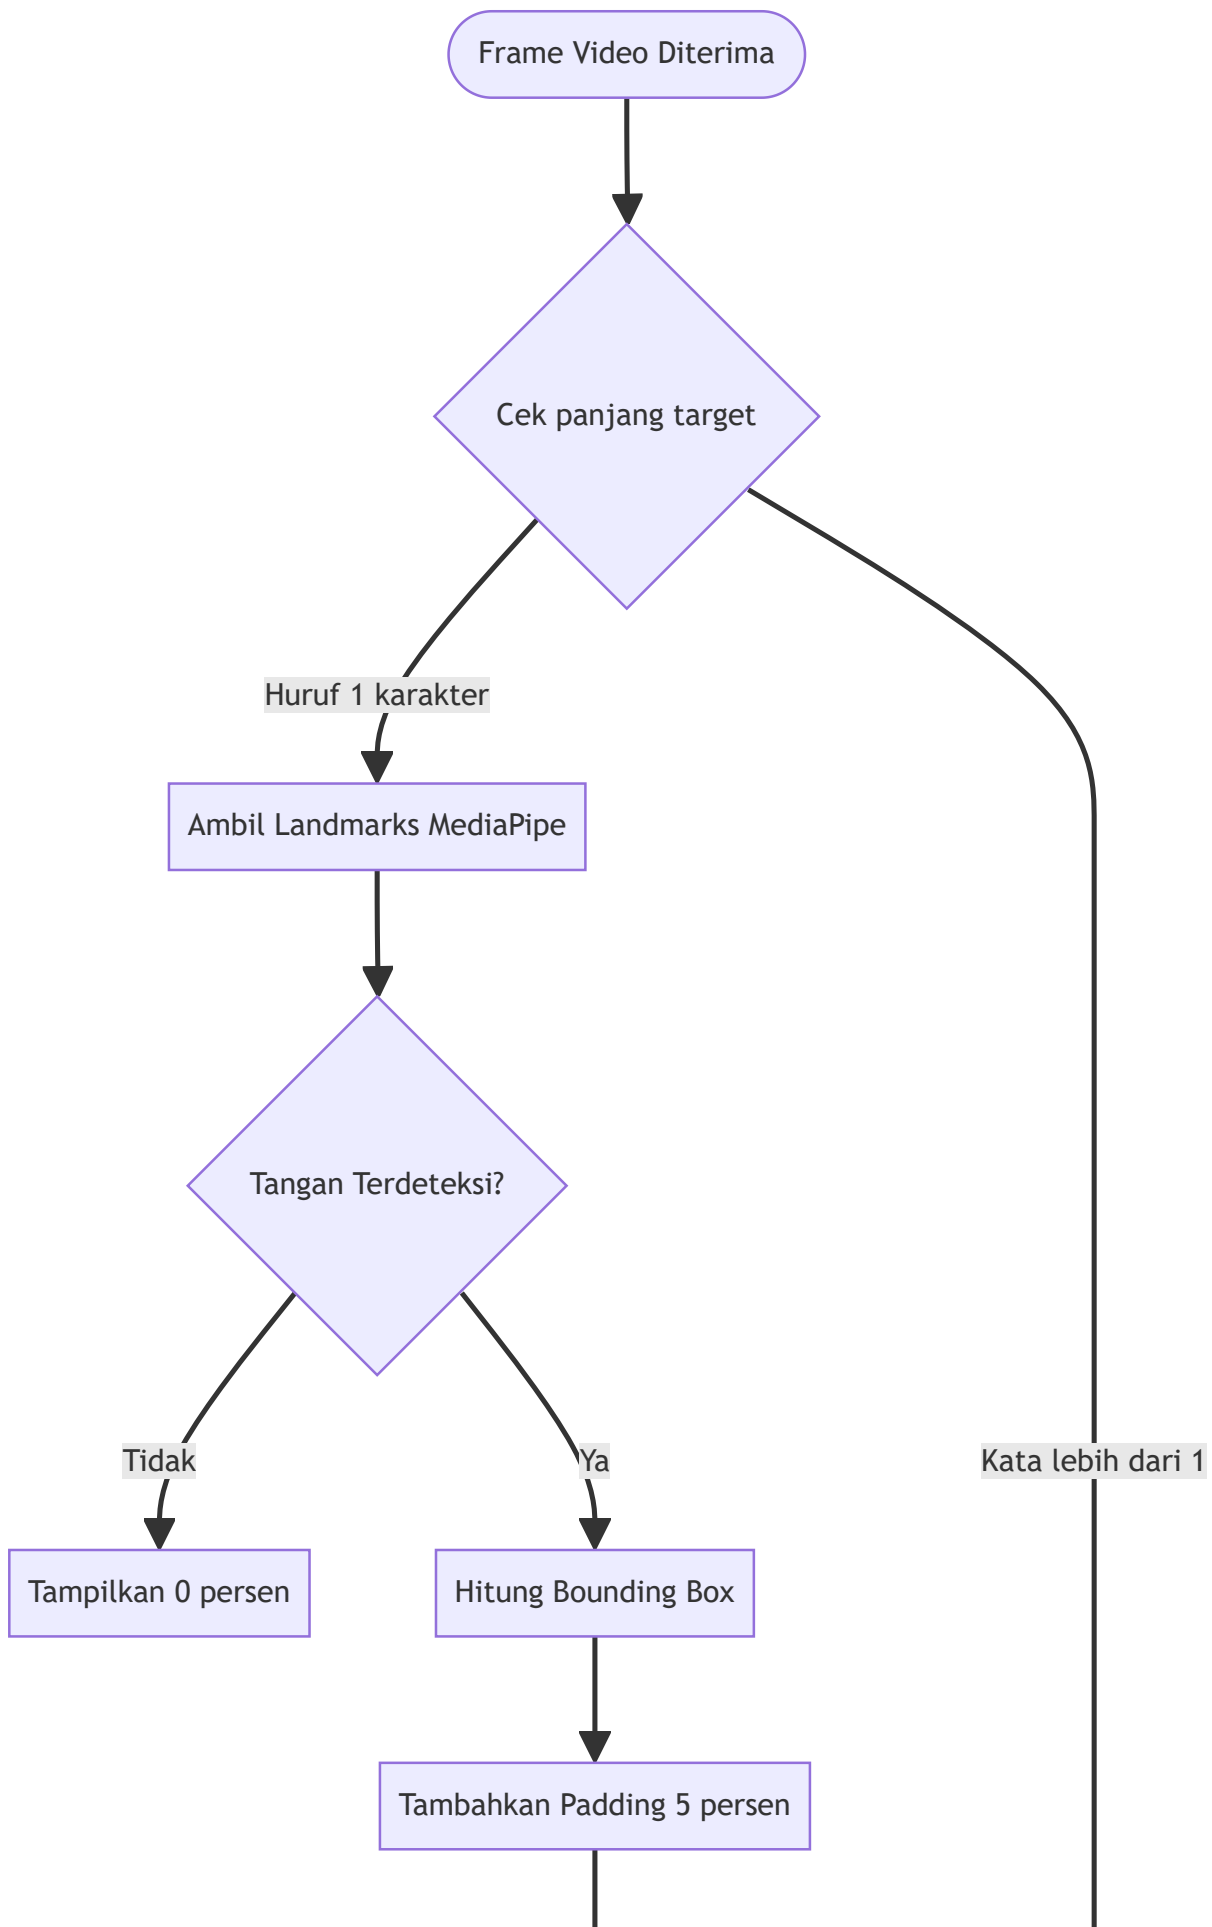 Frame Video Diterima
Cek panjang target
Huruf 1 karakter
Ambil Landmarks MediaPipe
Tangan Terdeteksi?
Tidak
Ya
Kata lebih dari 1
Tampilkan 0 persen
Hitung Bounding Box
Tambahkan Padding 5 persen